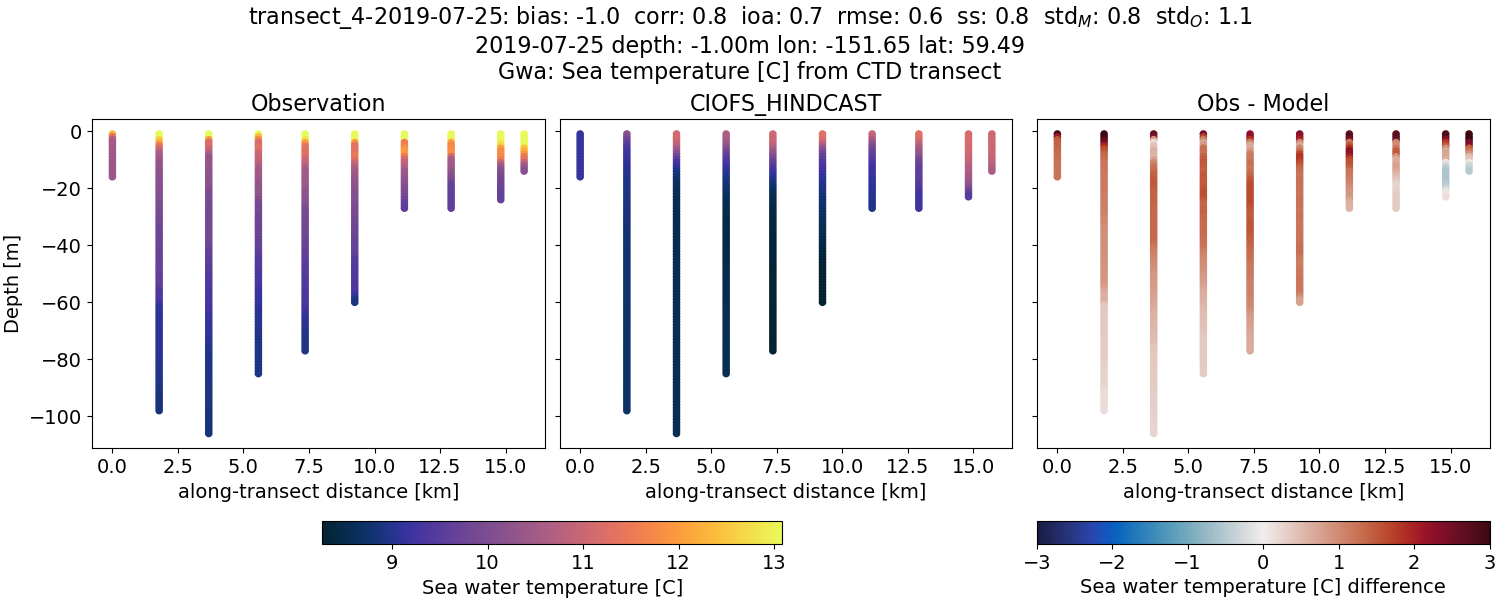 transect_4-2019-07-25: bias: -1.0  corr: 0.8  ioa: 0.7  rmse: 0.6  ss: 0.8  std_M: 0.8  std_O: 1.1
2019-07-25 depth: -1.00m lon: -151.65 lat: 59.49
Gwa: Sea temperature [C] from CTD transect
Observation
CIOFS_HINDCAST
Obs - Model
Depth [m]
0
−20
−40
−60
−80
−100
0.0 2.5 5.0 7.5 10.0 12.5 15.0
along-transect distance [km]
0.0 2.5 5.0 7.5 10.0 12.5 15.0
along-transect distance [km]
0.0 2.5 5.0 7.5 10.0 12.5 15.0
along-transect distance [km]
9 10 11 12 13
Sea water temperature [C]
−3 −2 −1 0 1 2 3
Sea water temperature [C] difference